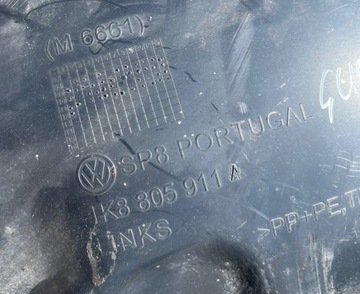 (M-6661)
SP8 PORTUGAL
1K8 805 911 A
LINKS
>PP+PE,T